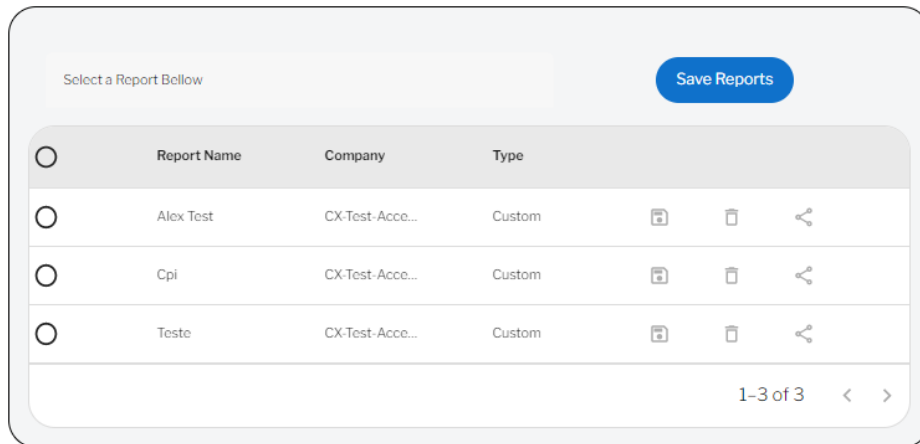 Select a Report Bellow
Save Reports
Report Name Company Type
Alex Test CX-Test-Acce... Custom
Cpi CX-Test-Acce... Custom
Teste CX-Test-Acce... Custom
1–3 of 3